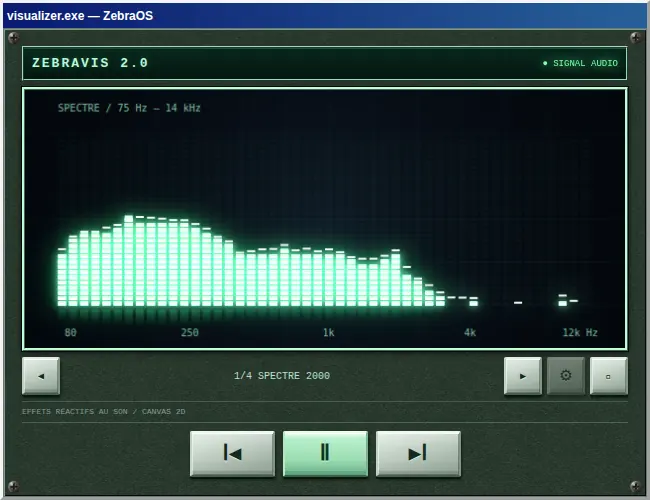 visualizer.exe — ZebraOS
ZEBRAVIS 2.0
● SIGNAL AUDIO
SPECTRE / 75 Hz — 14 kHz
80 250 1k 4k 12k Hz
1/4 SPECTRE 2000
EFFETS RÉACTIFS AU SON / CANVAS 2D